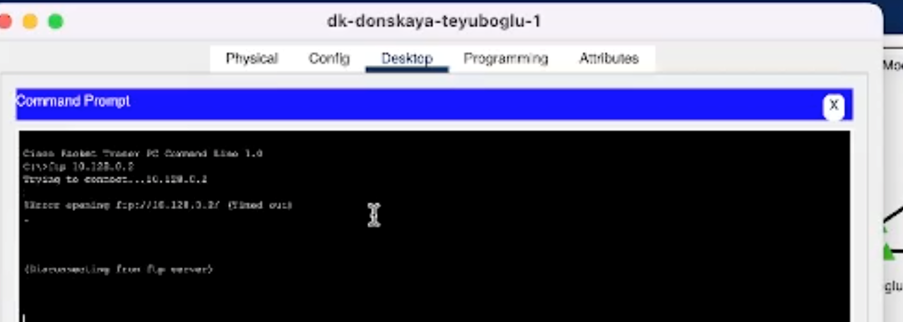 dk-donskaya-teyuboglu-1
Physical Config Desktop Programming Attributes
Command Prompt
X
Cisco Packet Tracer PC Command Line 1.0
C:\>ftp 10.128.0.2
Trying to connect...10.128.0.2
%Error opening ftp://10.128.0.2/ (Timed out)
(Disconnecting from ftp server)
glu